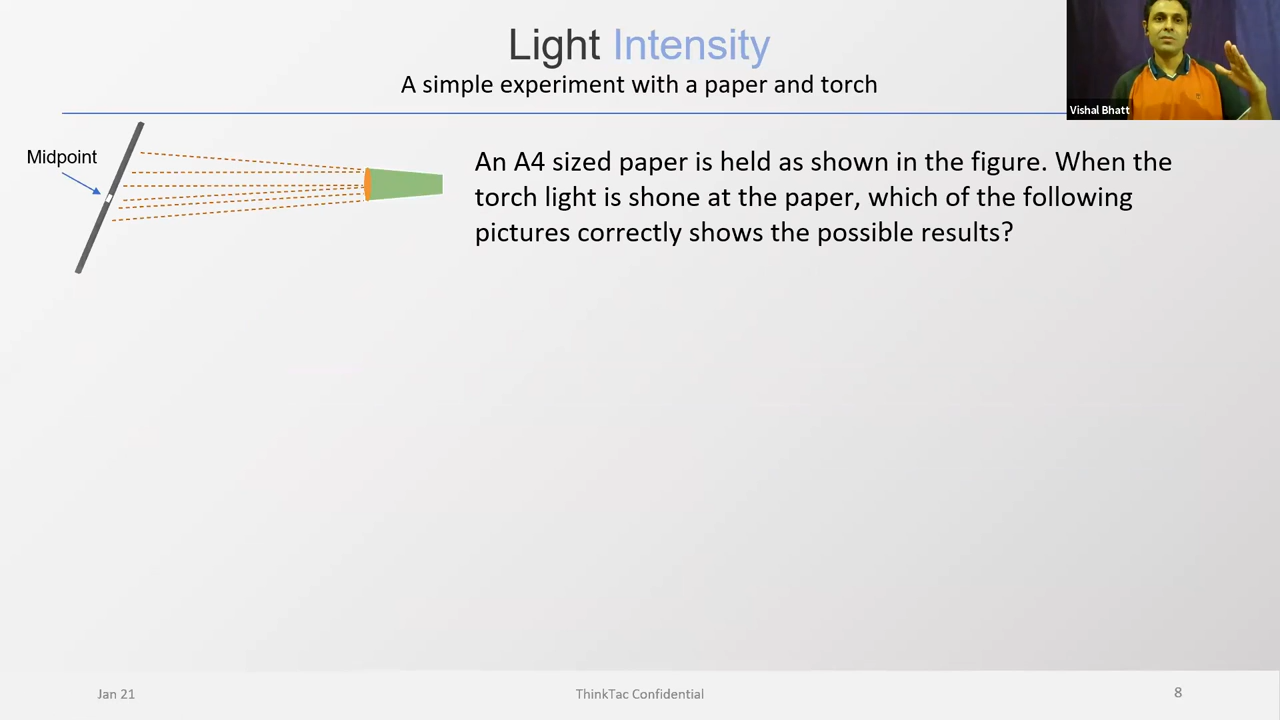 Light Intensity
A simple experiment with a paper and torch
Vishal Bhatt
Midpoint
An A4 sized paper is held as shown in the figure. When the
torch light is shone at the paper, which of the following
pictures correctly shows the possible results?
Jan 21
ThinkTac Confidential
8